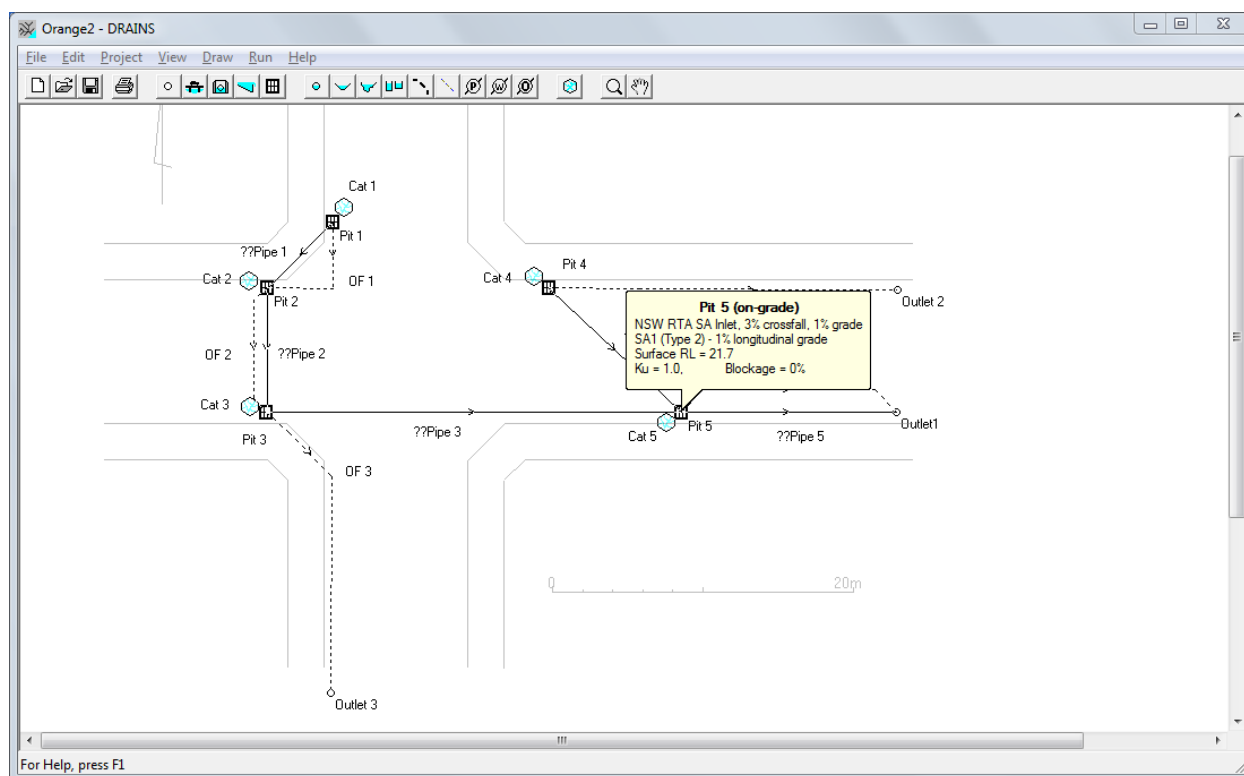 Orange2 - DRAINS
File Edit Project View Draw Run Help
Cat 1
Pit 1
??Pipe 1
OF 1
Cat 2
Pit 2
Cat 4
Pit 4
Outlet 2
OF 2
??Pipe 2
Pit 5 (on-grade)
NSW RTA SA Inlet, 3% crossfall, 1% grade
SA1 (Type 2) - 1% longitudinal grade
Surface RL = 21.7
Ku = 1.0, Blockage = 0%
Cat 3
Pit 3
??Pipe 3
Cat 5
Pit 5
??Pipe 5
Outlet1
OF 3
0 20m
Outlet 3
For Help, press F1